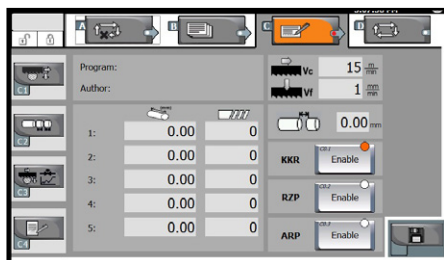 A
B
C
D
Program:
Author:
C1
C2
C3
C4
Vc 15 m/min
Vf 1 mm/min
0.00 mm
1: 0.00 0
2: 0.00 0
3: 0.00 0
4: 0.00 0
5: 0.00 0
KKR Enable
RZP Enable
ARP Enable